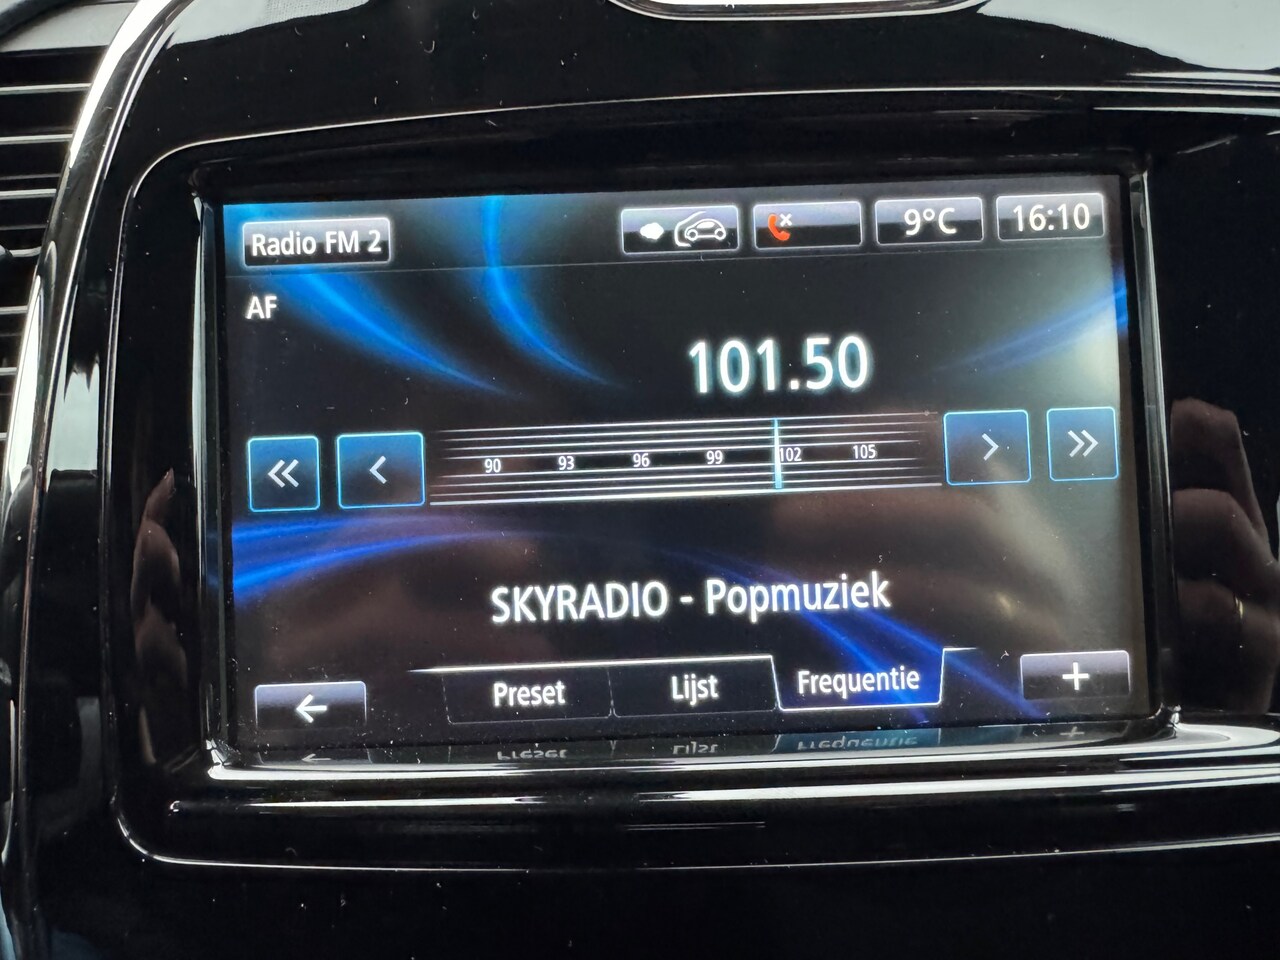 Radio FM 2
9°C
16:10
AF
101.50
90 93 96 99 102 105
SKYRADIO - Popmuziek
Preset Lijst Frequentie